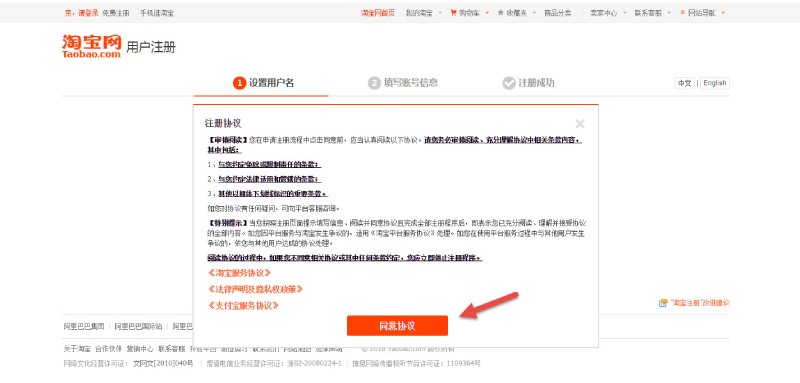 亲，请登录 免费注册 手机逛淘宝
淘宝网首页 我的淘宝 购物车 收藏夹 商品分类 卖家中心 联系客服 网站导航
淘宝网
Taobao.com
用户注册
1 设置用户名
2 填写账号信息
注册成功
中文 | English
注册协议
【审慎阅读】您在申请注册流程中点击同意前，应当认真阅读以下协议。请您务必审慎阅读、充分理解协议中相关条款内容，
其中包括：
1、与您约定免除或限制责任的条款；
2、与您约定法律适用和管辖的条款；
3、其他以粗体下划线标识的重要条款。
如您对协议有任何疑问，可向平台客服咨询。
【特别提示】当您按照注册页面提示填写信息、阅读并同意协议且完成全部注册程序后，即表示您已充分阅读、理解并接受协议
的全部内容。如您因平台服务与淘宝发生争议的，适用《淘宝平台服务协议》处理。如您在使用平台服务过程中与其他用户发生
争议的，依您与其他用户达成的协议处理。
阅读协议的过程中，如果您不同意相关协议或其中任何条款约定，您应立即停止注册程序。
《淘宝服务协议》
《法律声明及隐私权政策》
《支付宝服务协议》
同意协议
"淘宝注册"改进建议
阿里巴巴集团 | 阿里巴巴国际站 | 阿里巴
关于淘宝 合作伙伴 营销中心 联系客服
© 2016 Taobao.com 版权所有
网络文化经营许可证：文网文[2010]040号 | 增值电信业务经营许可证：浙B2-20080224-1 | 信息网络传播视听节目许可证：1109364号